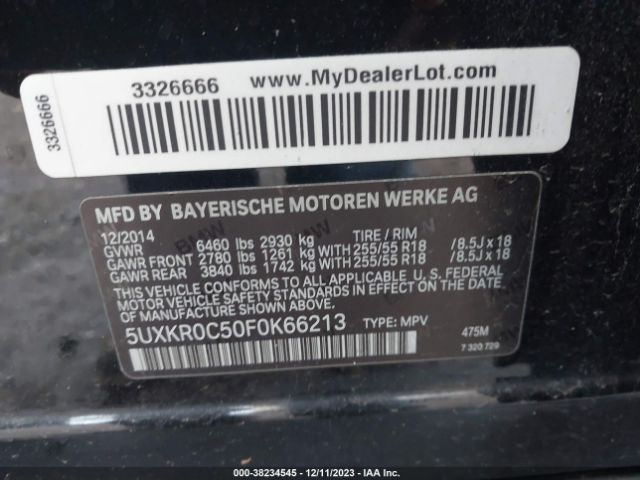 3326666 www.MyDealerLot.com
3326666
MFD BY BAYERISCHE MOTOREN WERKE AG
12/2014
GVWR 6460 lbs 2930 kg TIRE / RIM
GAWR FRONT 2780 lbs 1261 kg WITH 255/55 R18 / 8.5J x 18
GAWR REAR 3840 lbs 1742 kg WITH 255/55 R18 / 8.5J x 18
THIS VEHICLE CONFORMS TO ALL APPLICABLE U.S. FEDERAL
MOTOR VEHICLE SAFETY STANDARDS IN EFFECT ON THE DATE
OF MANUFACTURE SHOWN ABOVE.
5UXKR0C50F0K66213 TYPE: MPV
475M
7 320 729
000-38234545 - 12/11/2023 - IAA Inc.